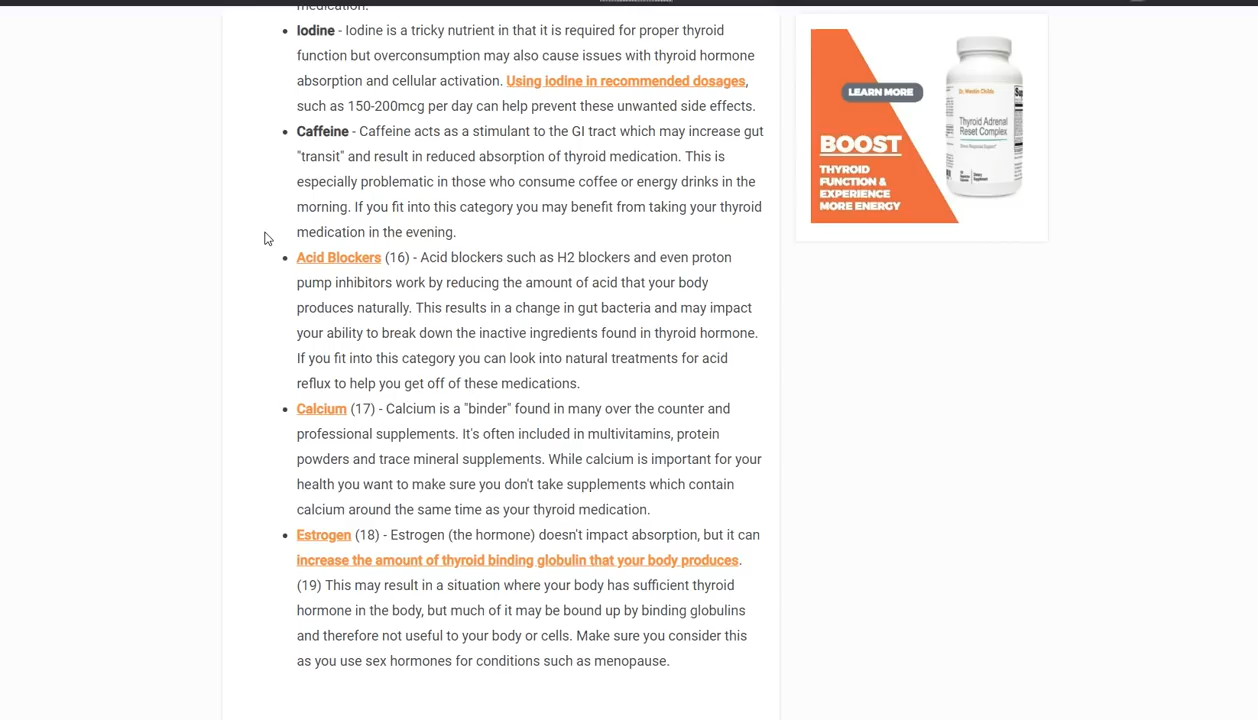 medication.
Iodine - Iodine is a tricky nutrient in that it is required for proper thyroid
function but overconsumption may also cause issues with thyroid hormone
absorption and cellular activation. Using iodine in recommended dosages,
such as 150-200mcg per day can help prevent these unwanted side effects.
Caffeine - Caffeine acts as a stimulant to the GI tract which may increase gut
"transit" and result in reduced absorption of thyroid medication. This is
especially problematic in those who consume coffee or energy drinks in the
morning. If you fit into this category you may benefit from taking your thyroid
medication in the evening.
Acid Blockers (16) - Acid blockers such as H2 blockers and even proton
pump inhibitors work by reducing the amount of acid that your body
produces naturally. This results in a change in gut bacteria and may impact
your ability to break down the inactive ingredients found in thyroid hormone.
If you fit into this category you can look into natural treatments for acid
reflux to help you get off of these medications.
Calcium (17) - Calcium is a "binder" found in many over the counter and
professional supplements. It's often included in multivitamins, protein
powders and trace mineral supplements. While calcium is important for your
health you want to make sure you don't take supplements which contain
calcium around the same time as your thyroid medication.
Estrogen (18) - Estrogen (the hormone) doesn't impact absorption, but it can
increase the amount of thyroid binding globulin that your body produces.
(19) This may result in a situation where your body has sufficient thyroid
hormone in the body, but much of it may be bound up by binding globulins
and therefore not useful to your body or cells. Make sure you consider this
as you use sex hormones for conditions such as menopause.
LEARN MORE
BOOST
THYROID
FUNCTION &
EXPERIENCE
MORE ENERGY
Dr. Westin Childs
Thyroid Adrenal
Reset Complex